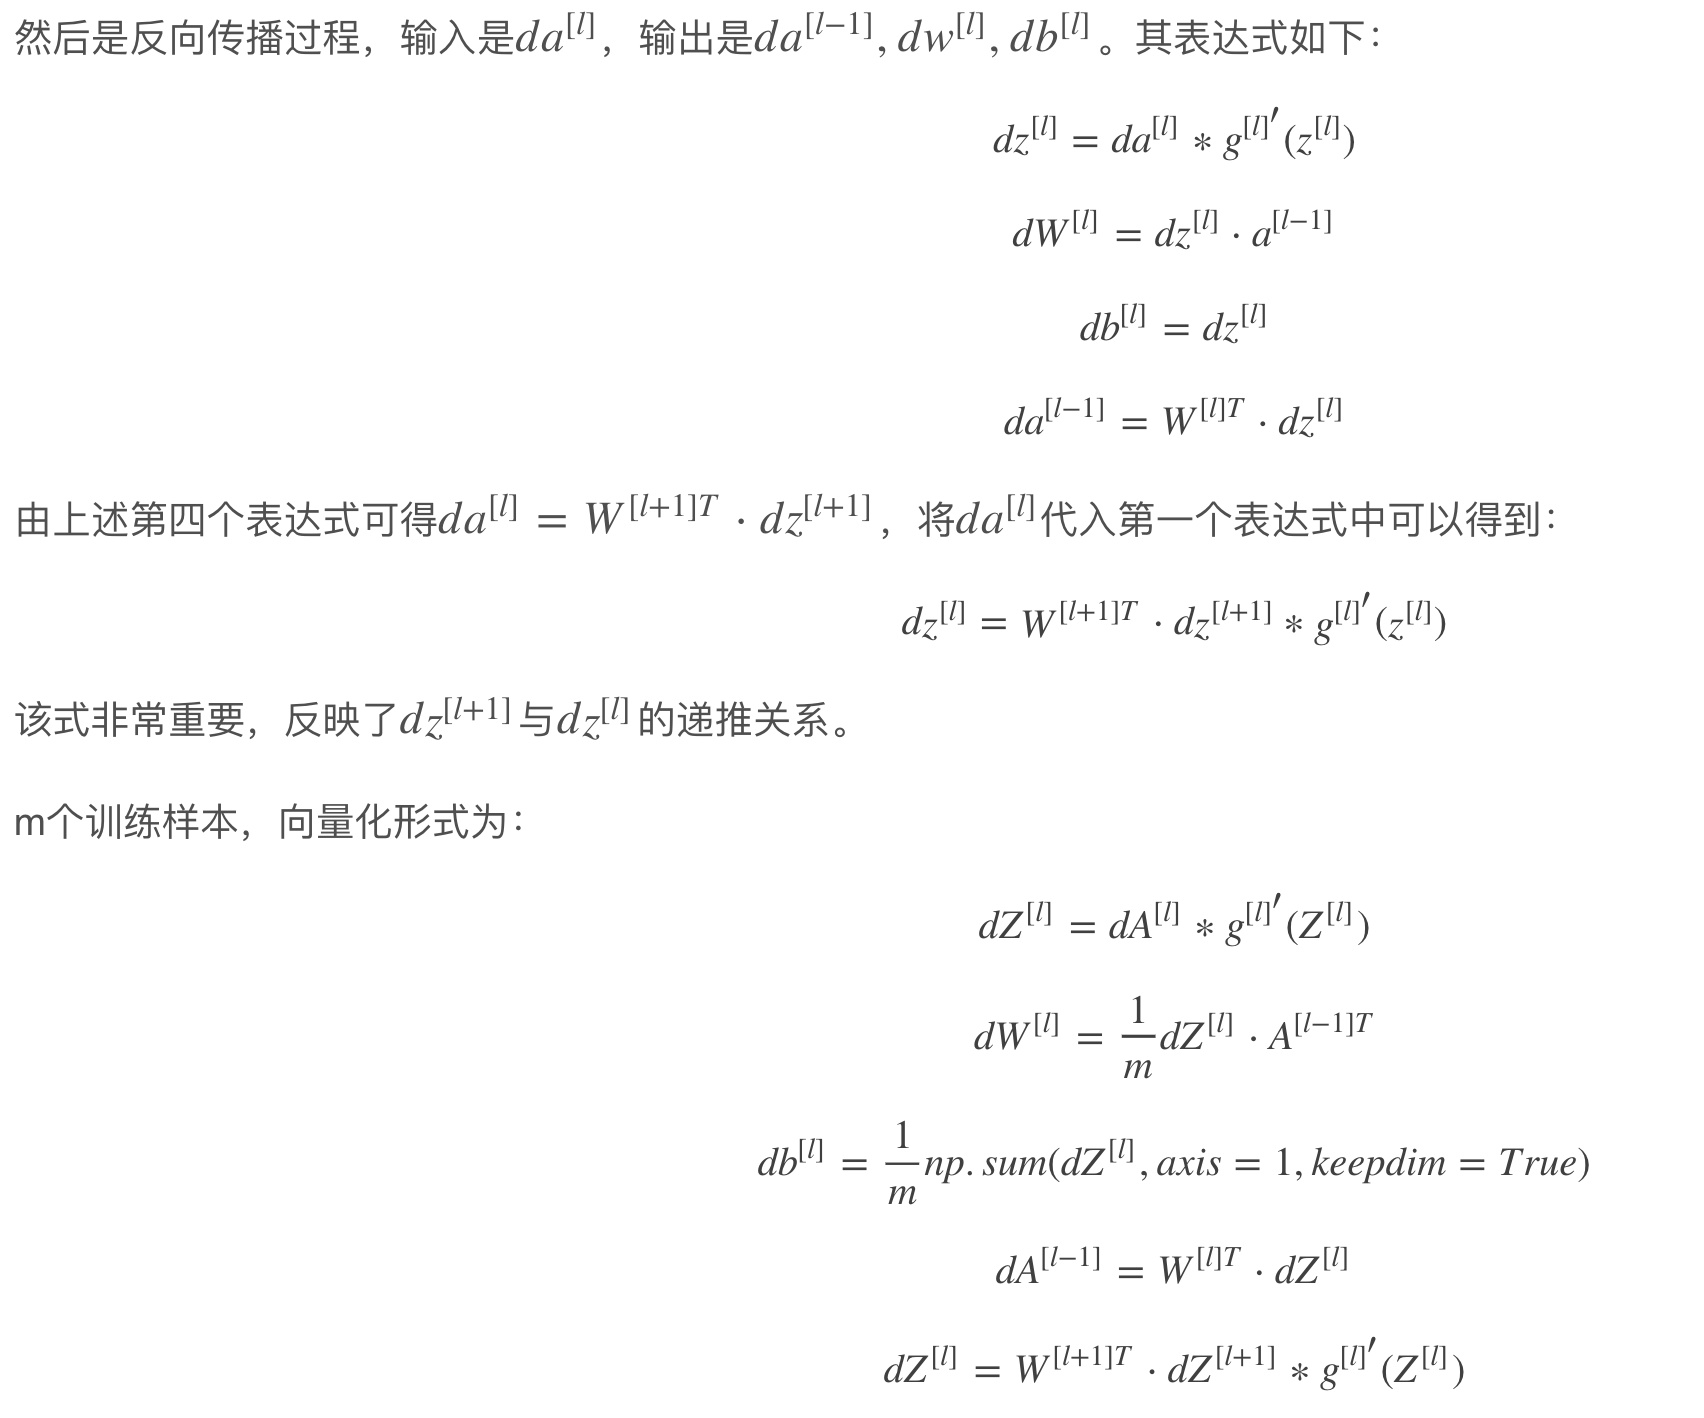 然后是反向传播过程，输入是$da^{[l]}$，输出是$da^{[l-1]}, dw^{[l]}, db^{[l]}$。其表达式如下：
$dz^{[l]} = da^{[l]} * g^{[l]'}(z^{[l]})$
$dW^{[l]} = dz^{[l]} \cdot a^{[l-1]}$
$db^{[l]} = dz^{[l]}$
$da^{[l-1]} = W^{[l]T} \cdot dz^{[l]}$
由上述第四个表达式可得$da^{[l]} = W^{[l+1]T} \cdot dz^{[l+1]}$，将$da^{[l]}$代入第一个表达式中可以得到：
$dz^{[l]} = W^{[l+1]T} \cdot dz^{[l+1]} * g^{[l]'}(z^{[l]})$
该式非常重要，反映了$dz^{[l+1]}$与$dz^{[l]}$的递推关系。
m个训练样本，向量化形式为：
$dZ^{[l]} = dA^{[l]} * g^{[l]'}(Z^{[l]})$
$dW^{[l]} = \frac{1}{m} dZ^{[l]} \cdot A^{[l-1]T}$
$db^{[l]} = \frac{1}{m} np.sum(dZ^{[l]}, axis = 1, keepdim = True)$
$dA^{[l-1]} = W^{[l]T} \cdot dZ^{[l]}$
$dZ^{[l]} = W^{[l+1]T} \cdot dZ^{[l+1]} * g^{[l]'}(Z^{[l]})$